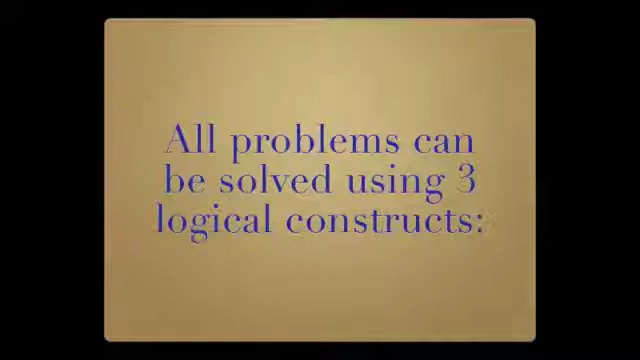 All problems can
be solved using 3
logical constructs: